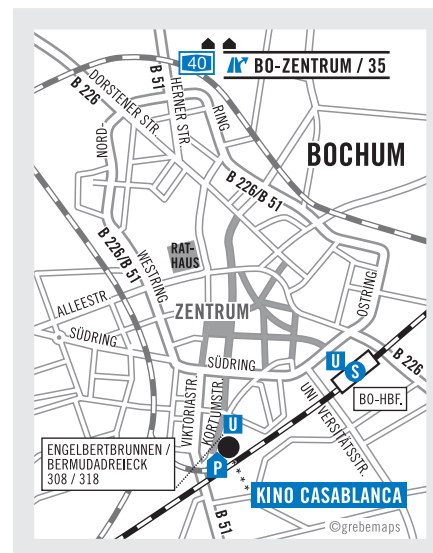 40
BO-ZENTRUM / 35
B 51
DORSTENER STR.
B 226
HERNER STR.
RING
NORD-
BOCHUM
B 226/B 51
B 226/B 51
WESTRING
RAT-
HAUS
OSTRING
ALLEESTR.
ZENTRUM
SÜDRING
SÜDRING
B 226
U
S
BO-HBF.
UNIVERSITÄTSSTR.
VIKTORIASTR.
KORTUMSTR.
U
ENGELBERTBRUNNEN /
BERMUDADREIECK
308 / 318
P
KINO CASABLANCA
B 51
©grebemaps